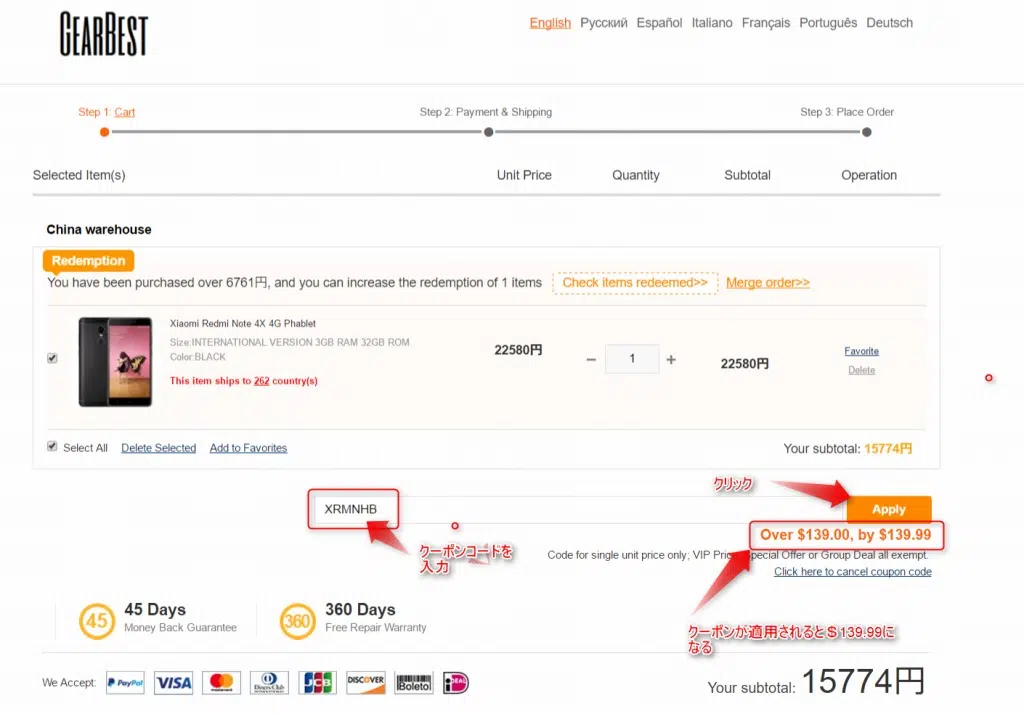 GEARBEST
English Русский Español Italiano Français Português Deutsch
Step 1: Cart Step 2: Payment & Shipping Step 3: Place Order
Selected Item(s) Unit Price Quantity Subtotal Operation
China warehouse
Redemption
You have been purchased over 6761円, and you can increase the redemption of 1 items Check items redeemed>> Merge order>>
Xiaomi Redmi Note 4X 4G Phablet
Size:INTERNATIONAL VERSION 3GB RAM 32GB ROM
Color:BLACK
This item ships to 262 country(s)
22580円 − 1 + 22580円
Favorite
Delete
Select All Delete Selected Add to Favorites Your subtotal: 15774円
クリック
XRMNHB Apply
Over $139.00, by $139.99
クーポンコードを
入力
Code for single unit price only; VIP Special Offer or Group Deal all exempt.
Click here to cancel coupon code
45 45 Days
Money Back Guarantee
360 360 Days
Free Repair Warranty
クーポンが適用されると＄139.99に
なる
We Accept: PayPal VISA mastercard Diners Club JCB DISCOVER Boleto iDEAL
Your subtotal: 15774円